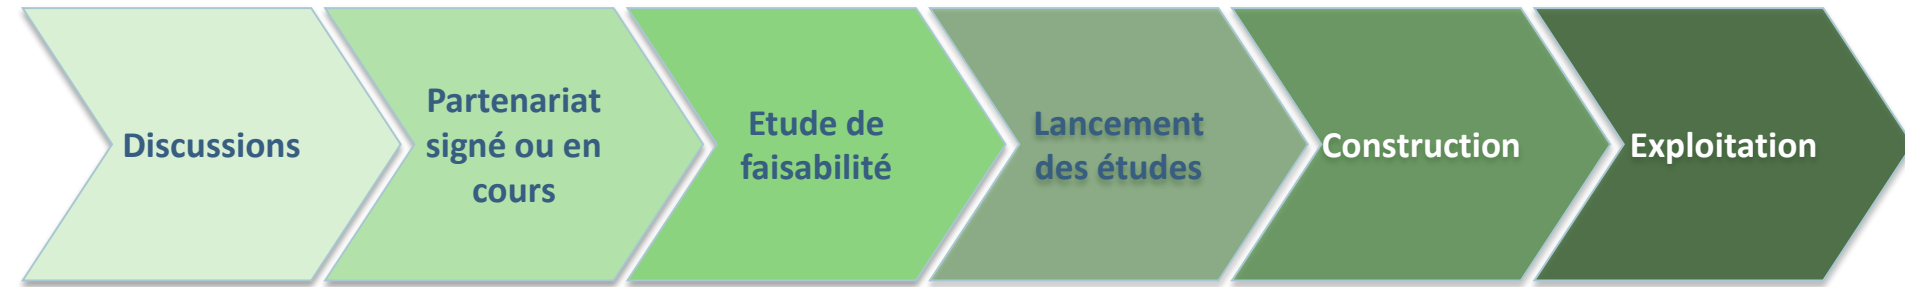 Discussions
Partenariat
signé ou en
cours
Etude de
faisabilité
Lancement
des études
Construction
Exploitation